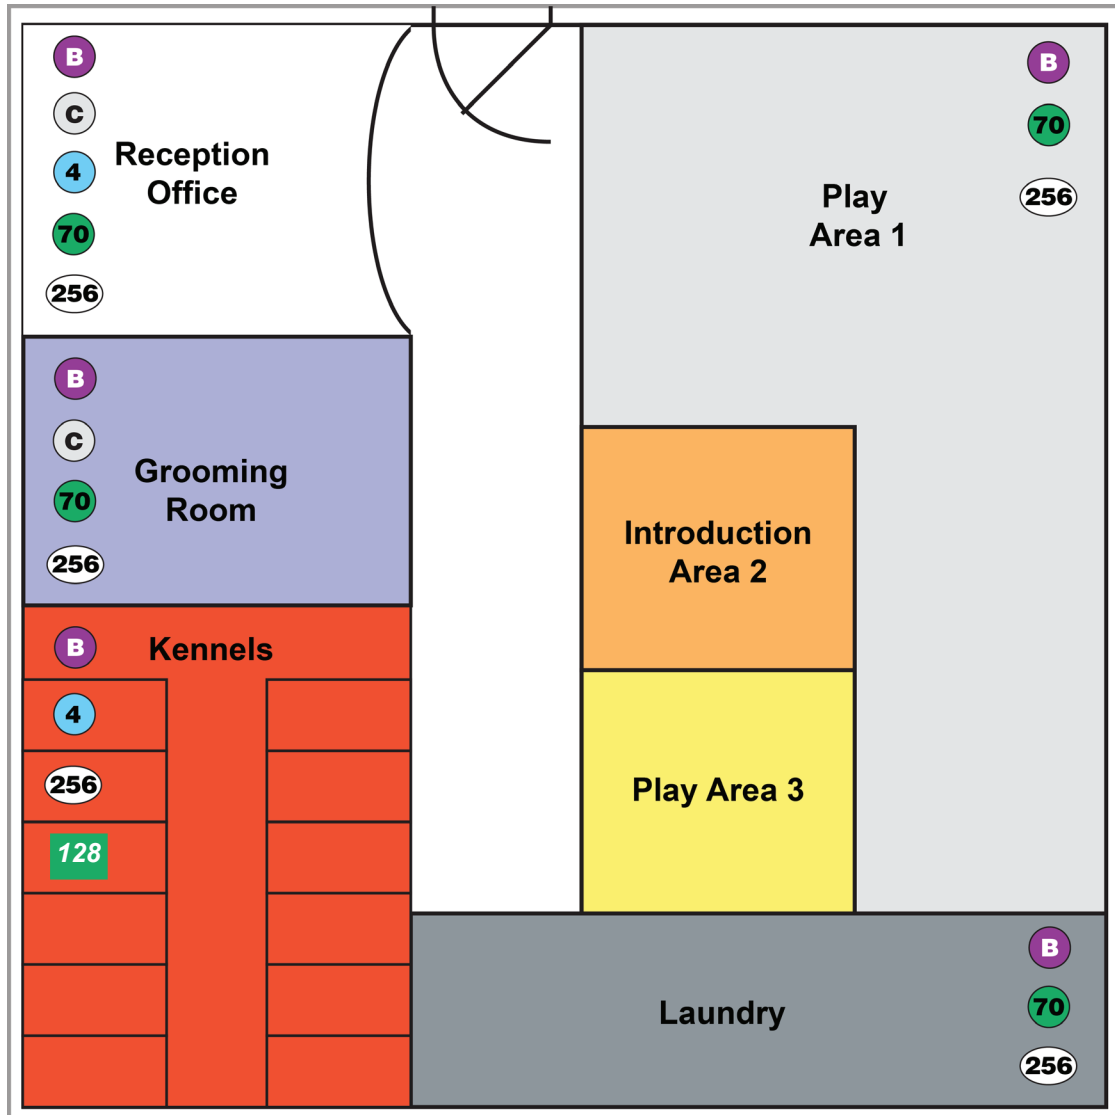 B
C
4
70
256
Reception
Office
B
70
256
Play
Area 1
B
C
70
256
Grooming
Room
Introduction
Area 2
B
Kennels
4
256
128
Play Area 3
Laundry
B
70
256